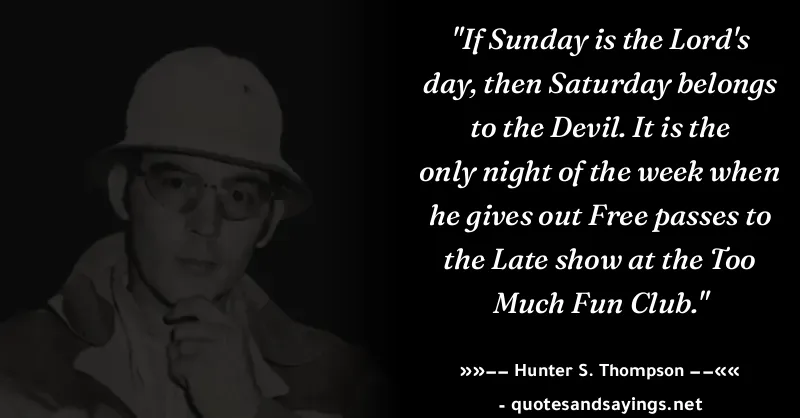 "If Sunday is the Lord's
day, then Saturday belongs
to the Devil. It is the
only night of the week when
he gives out Free passes to
the Late show at the Too
Much Fun Club."
»»–– Hunter S. Thompson ––««
- quotesandsayings.net